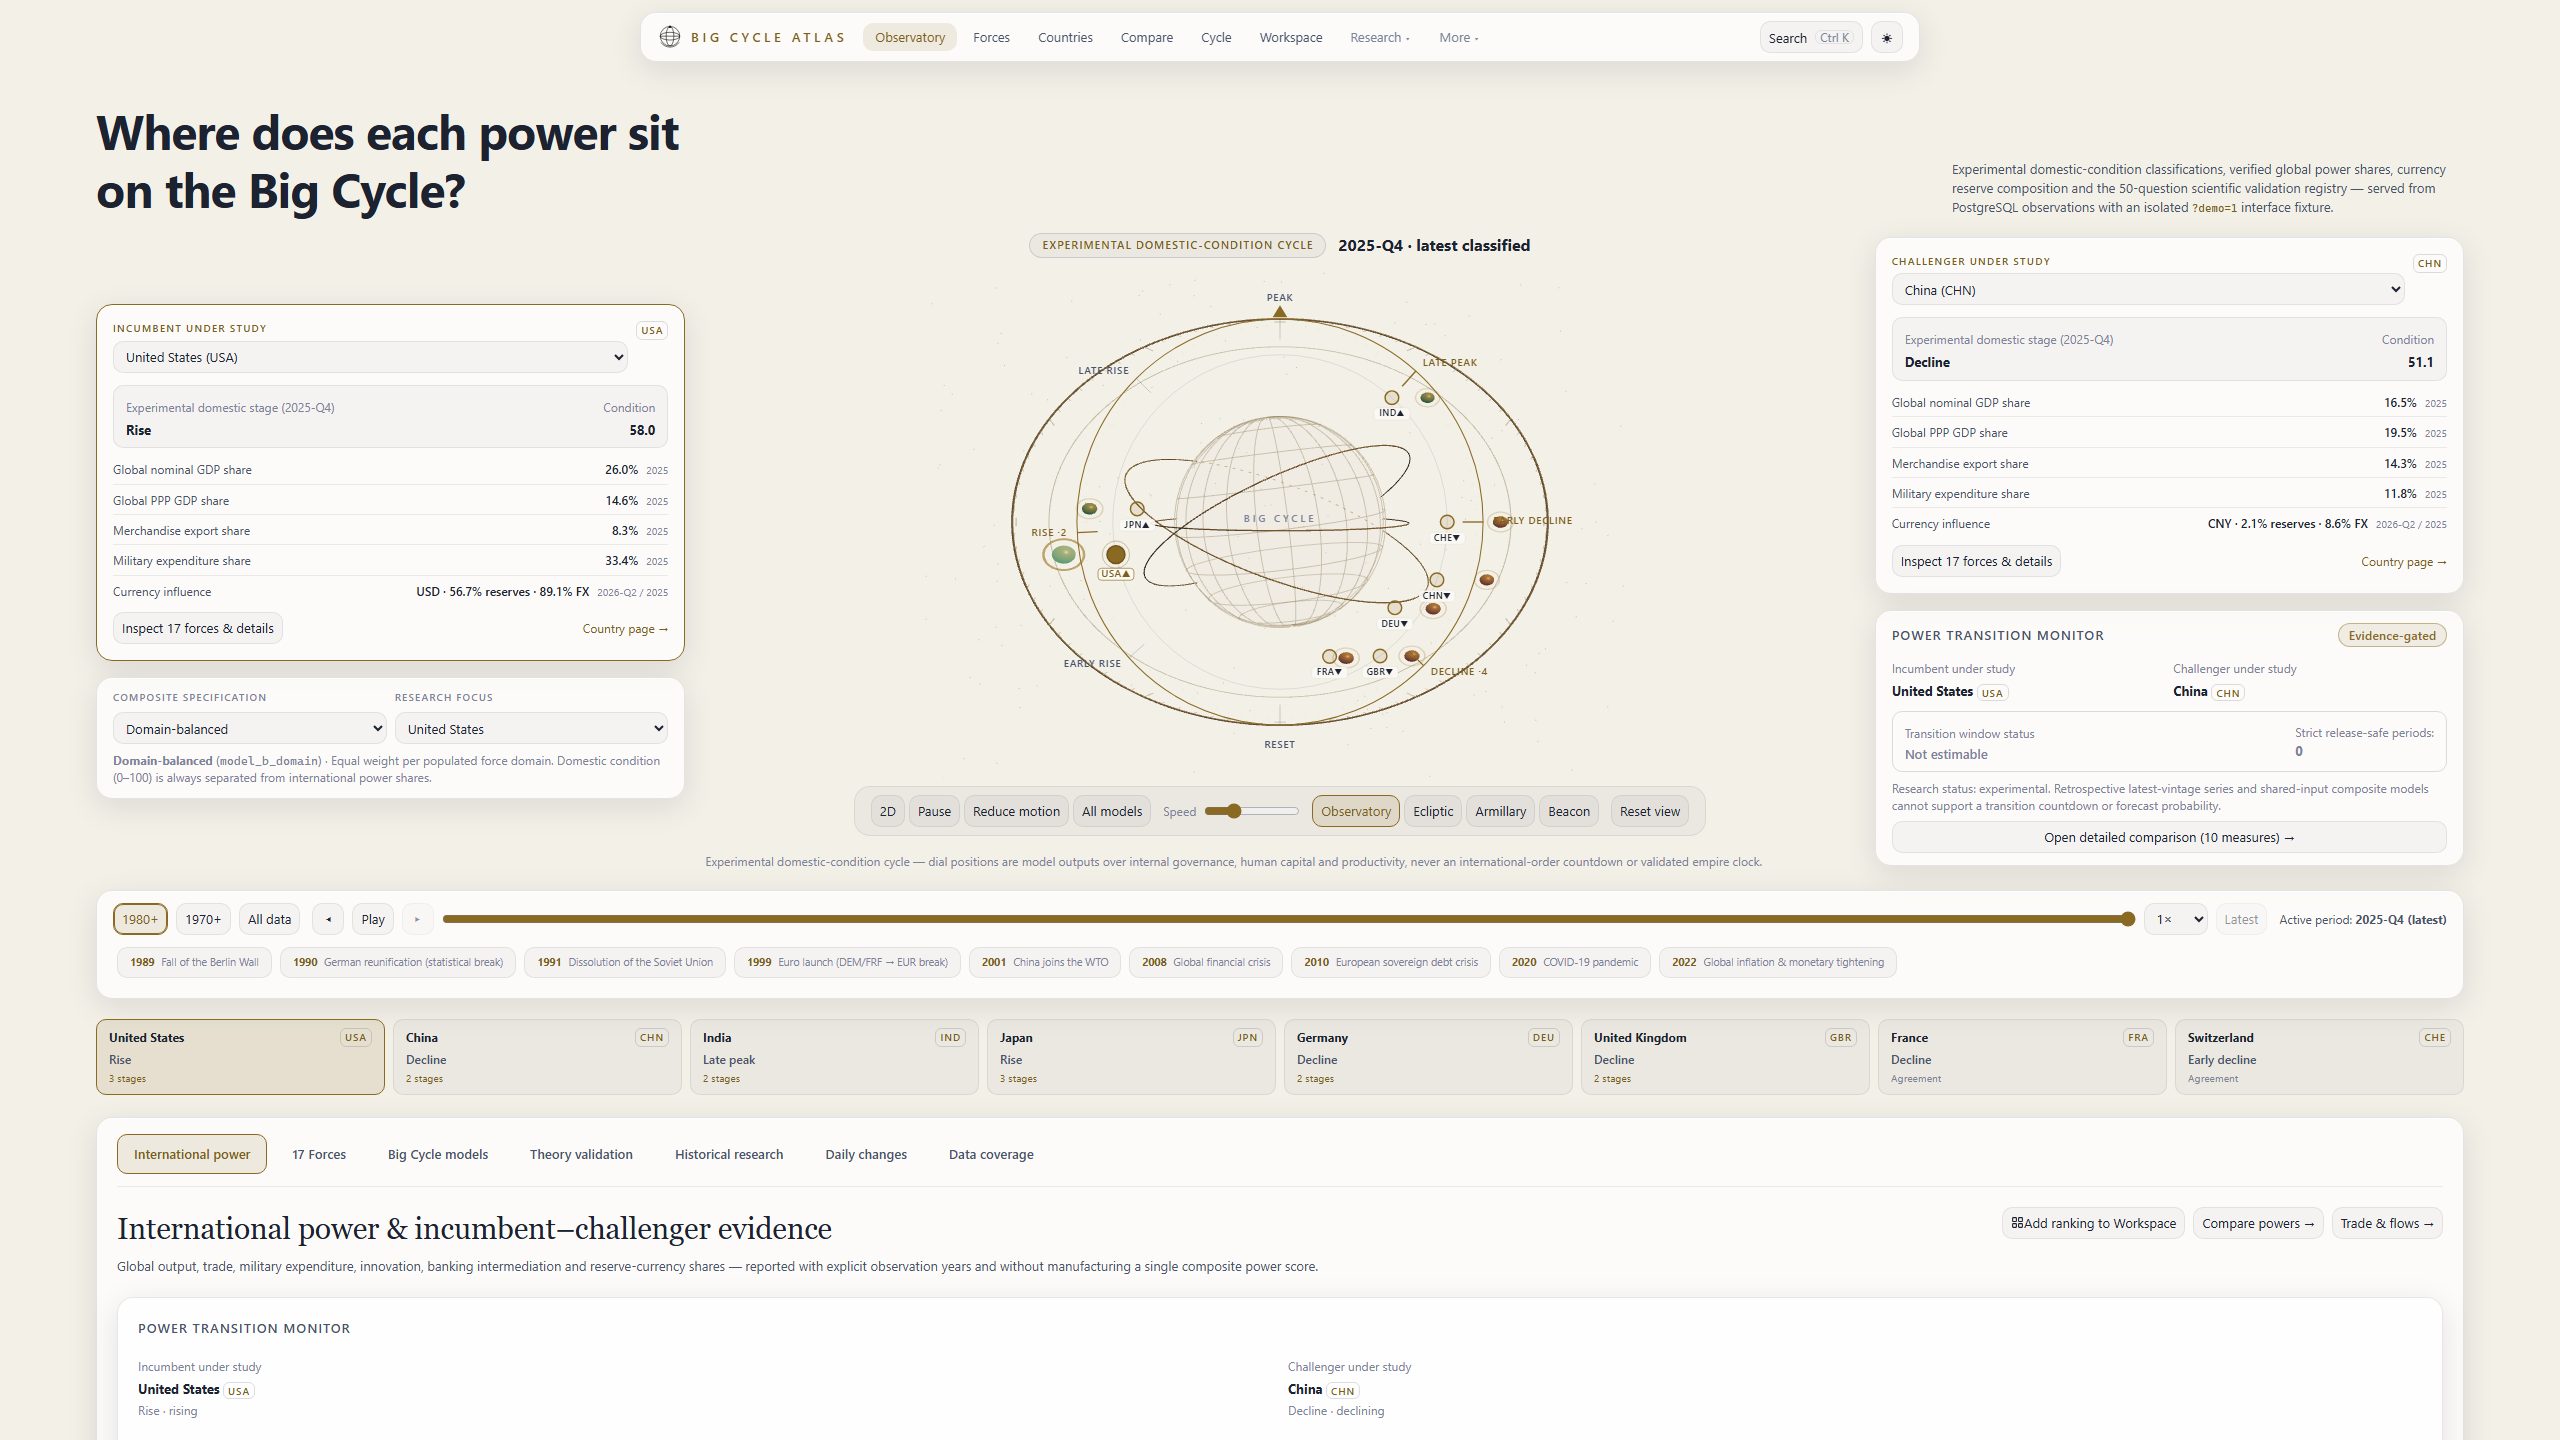 BIG CYCLE ATLAS Observatory Forces Countries Compare Cycle Workspace Research More Search Ctrl K
Where does each power sit
on the Big Cycle?
Experimental domestic-condition classifications, verified global power shares, currency
reserve composition and the 50-question scientific validation registry — served from
PostgreSQL observations with an isolated ?demo=1 interface fixture.
INCUMBENT UNDER STUDY USA
United States (USA)
Experimental domestic stage (2025-Q4) Condition
Rise 58.0
Global nominal GDP share 26.0% 2025
Global PPP GDP share 14.6% 2025
Merchandise export share 8.3% 2025
Military expenditure share 33.4% 2025
Currency influence USD · 56.7% reserves · 89.1% FX 2026-Q2 / 2025
Inspect 17 forces & details Country page →
COMPOSITE SPECIFICATION RESEARCH FOCUS
Domain-balanced United States
Domain-balanced (model_b_domain) · Equal weight per populated force domain. Domestic condition
(0–100) is always separated from international power shares.
EXPERIMENTAL DOMESTIC-CONDITION CYCLE 2025-Q4 · latest classified
PEAK
LATE RISE
LATE PEAK
IND▲
BIG CYCLE
JPN▲
RISE ·2
EARLY DECLINE
CHE▼
USA▲
CHN▼
DEU▼
EARLY RISE
FRA▼
GBR▼
DECLINE ·4
RESET
2D Pause Reduce motion All models Speed Observatory Ecliptic Armillary Beacon Reset view
Experimental domestic-condition cycle — dial positions are model outputs over internal governance, human capital and productivity, never an international-order countdown or validated empire clock.
CHALLENGER UNDER STUDY CHN
China (CHN)
Experimental domestic stage (2025-Q4) Condition
Decline 51.1
Global nominal GDP share 16.5% 2025
Global PPP GDP share 19.5% 2025
Merchandise export share 14.3% 2025
Military expenditure share 11.8% 2025
Currency influence CNY · 2.1% reserves · 8.6% FX 2026-Q2 / 2025
Inspect 17 forces & details Country page →
POWER TRANSITION MONITOR Evidence-gated
Incumbent under study Challenger under study
United States USA China CHN
Transition window status Strict release-safe periods:
Not estimable 0
Research status: experimental. Retrospective latest-vintage series and shared-input composite models
cannot support a transition countdown or forecast probability.
Open detailed comparison (10 measures) →
1980+ 1970+ All data ◂ Play ▸ 1× Latest Active period: 2025-Q4 (latest)
1989 Fall of the Berlin Wall 1990 German reunification (statistical break) 1991 Dissolution of the Soviet Union 1999 Euro launch (DEM/FRF → EUR break) 2001 China joins the WTO 2008 Global financial crisis 2010 European sovereign debt crisis 2020 COVID-19 pandemic 2022 Global inflation & monetary tightening
United States USA China CHN India IND Japan JPN Germany DEU United Kingdom GBR France FRA Switzerland CHE
Rise Decline Late peak Rise Decline Decline Decline Early decline
3 stages 2 stages 2 stages 3 stages 2 stages 2 stages Agreement Agreement
International power 17 Forces Big Cycle models Theory validation Historical research Daily changes Data coverage
International power & incumbent–challenger evidence
Add ranking to Workspace Compare powers → Trade & flows →
Global output, trade, military expenditure, innovation, banking intermediation and reserve-currency shares — reported with explicit observation years and without manufacturing a single composite power score.
POWER TRANSITION MONITOR
Incumbent under study Challenger under study
United States USA China CHN
Rise · rising Decline · declining